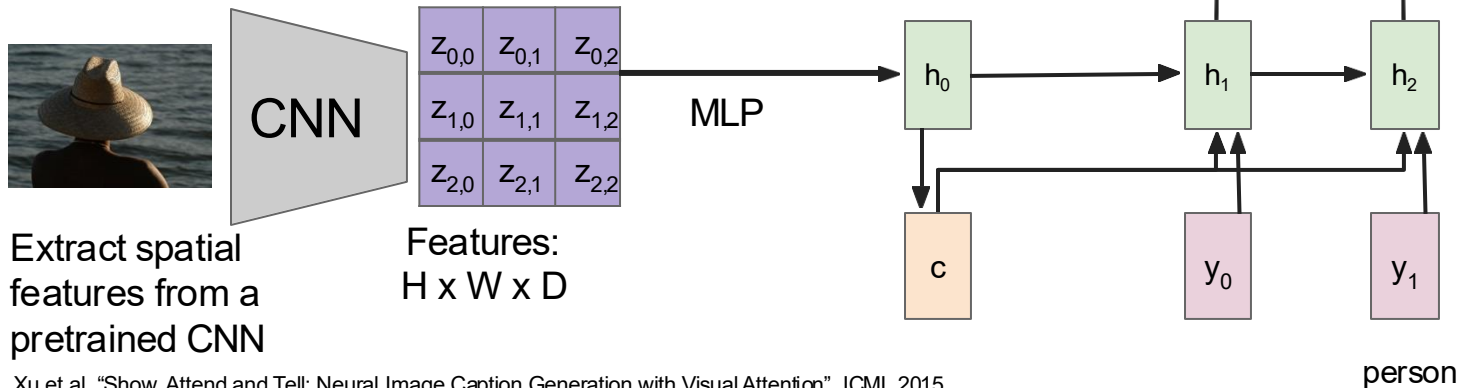 CNN
z0,0 z0,1 z0,2
z1,0 z1,1 z1,2
z2,0 z2,1 z2,2
MLP
h0 h1 h2
c y0 y1
Extract spatial
features from a
pretrained CNN
Features:
H x W x D
person
Xu et al, “Show, Attend and Tell: Neural Image Caption Generation with Visual Attention”, ICML 2015